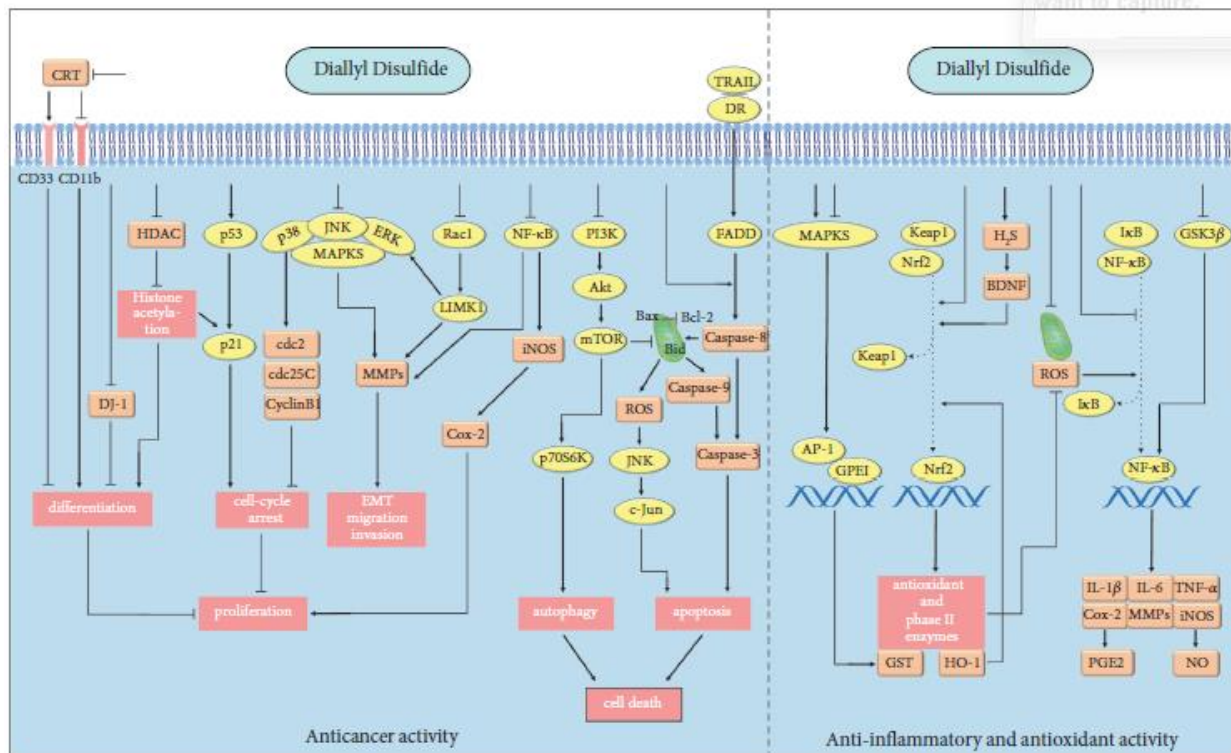 want to capture.
Diallyl Disulfide
Diallyl Disulfide
CRT
TRAIL
DR
CD33 CD11b
HDAC
p53
p38
JNK
ERK
MAPKS
Rac1
NF-κB
PI3K
FADD
MAPKS
Keap1
Nrf2
H₂S
BDNF
IκB
NF-κB
GSK3β
Histone
acetyla-
tion
p21
cdc2
cdc25C
CyclinB1
LIMK1
MMPs
iNOS
Akt
mTOR
Bax
Bcl-2
Bid
Caspase-8
Caspase-9
Keap1
ROS
IκB
DJ-1
Cox-2
ROS
p70S6K
JNK
c-Jun
Caspase-3
AP-1
GPEI
Nrf2
NF-κB
differentiation
cell-cycle
arrest
EMT
migration
invasion
proliferation
autophagy
apoptosis
antioxidant
and
phase II
enzymes
GST
HO-1
IL-1β
IL-6
TNF-α
Cox-2
MMPs
iNOS
PGE2
NO
cell death
Anticancer activity
Anti-inflammatory and antioxidant activity